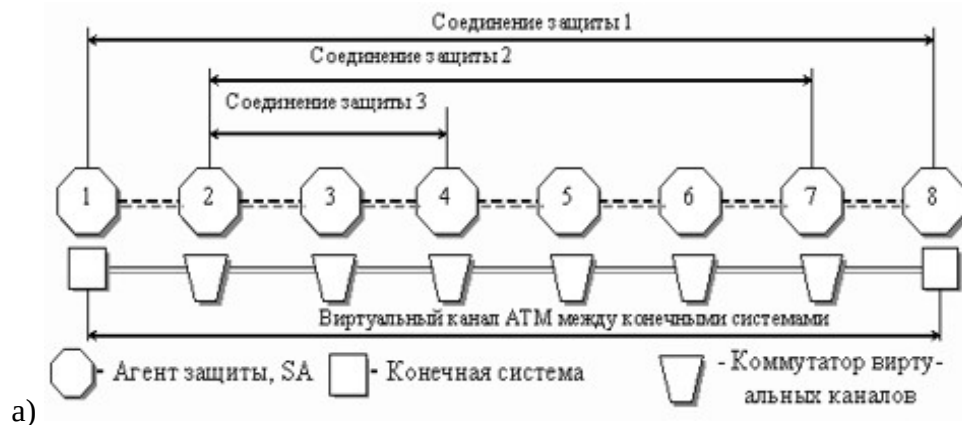 Соединение защиты 1
Соединение защиты 2
Соединение защиты 3
1 2 3 4 5 6 7 8
Виртуальный канал АТМ между конечными системами
- Агент защиты, SA - Конечная система - Коммутатор вирту-
альных каналов
а)